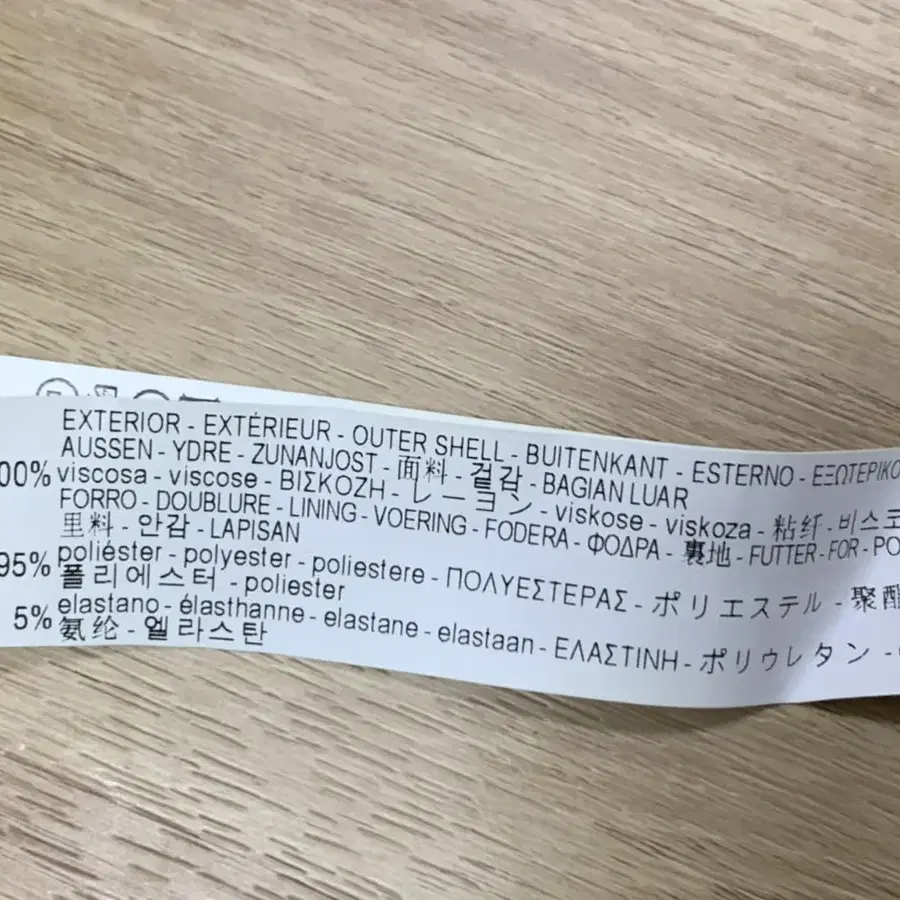 EXTERIOR - EXTÉRIEUR - OUTER SHELL - BUITENKANT - ESTERNO - ΕΞΩΤΕΡΙΚΟ
AUSSEN - YDRE - ZUNANJOST - 面料 - 겉감 - BAGIAN LUAR
00% viscosa - viscose - ΒΙΣΚΟΖΗ - レーヨン - viskose - viskoza - 粘纤 - 비스코
FORRO - DOUBLURE - LINING - VOERING - FODERA - ΦΟΔΡΑ - 裏地 - FUTTER - FOR - PO
里料 - 안감 - LAPISAN
95% poliéster - polyester - poliestere - ΠΟΛΥΕΣΤΕΡΑΣ - ポリエステル - 聚酯
폴리에스터 - poliester
5% elastano - élasthanne - elastane - elastaan - ΕΛΑΣΤΙΝΗ - ポリウレタン -
氨纶 - 엘라스탄